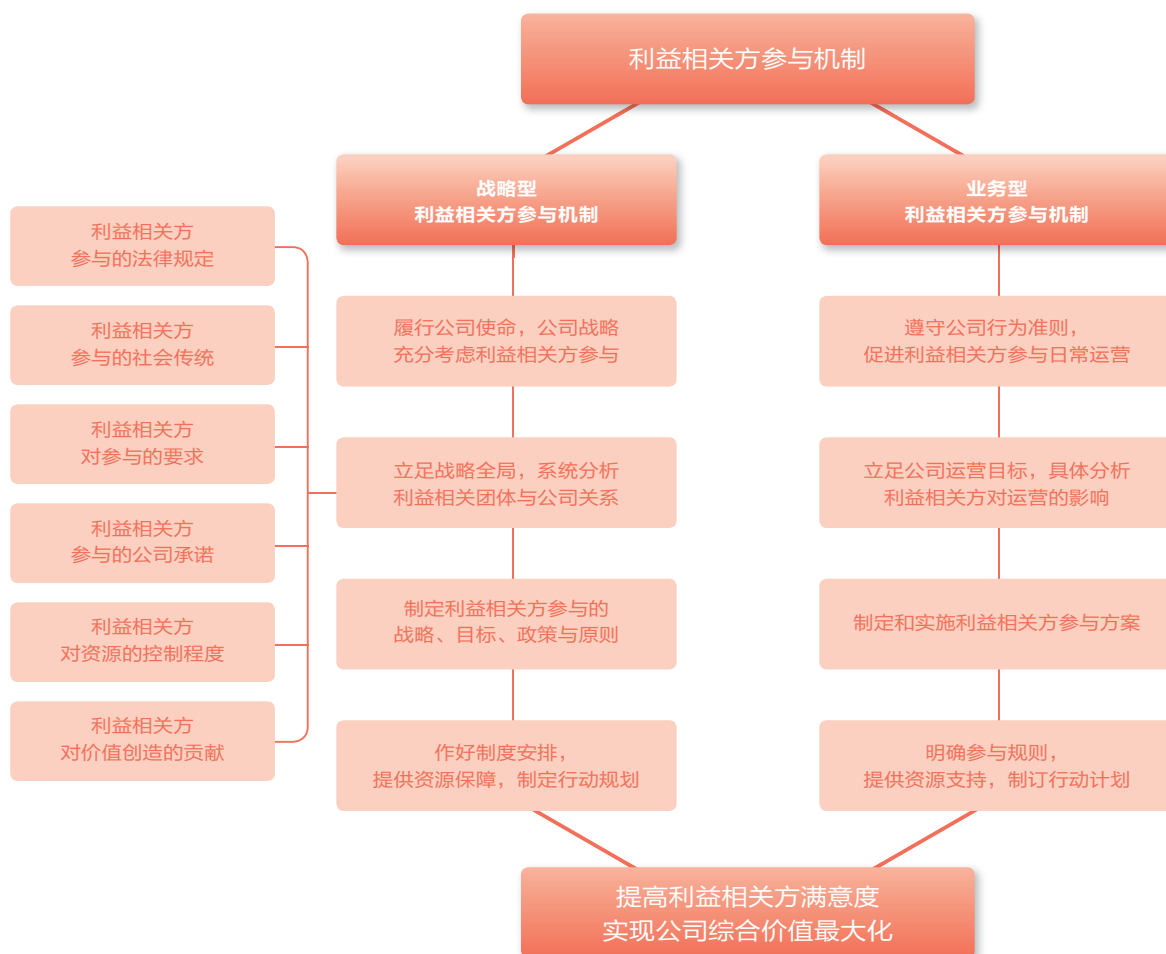 利益相关方参与机制
战略型
利益相关方参与机制
业务型
利益相关方参与机制
利益相关方
参与的法律规定
利益相关方
参与的社会传统
利益相关方
对参与的要求
利益相关方
参与的公司承诺
利益相关方
对资源的控制程度
利益相关方
对价值创造的贡献
履行公司使命，公司战略
充分考虑利益相关方参与
立足战略全局，系统分析
利益相关团体与公司关系
制定利益相关方参与的
战略、目标、政策与原则
作好制度安排，
提供资源保障，制定行动规划
遵守公司行为准则，
促进利益相关方参与日常运营
立足公司运营目标，具体分析
利益相关方对运营的影响
制定和实施利益相关方参与方案
明确参与规则，
提供资源支持，制订行动计划
提高利益相关方满意度
实现公司综合价值最大化